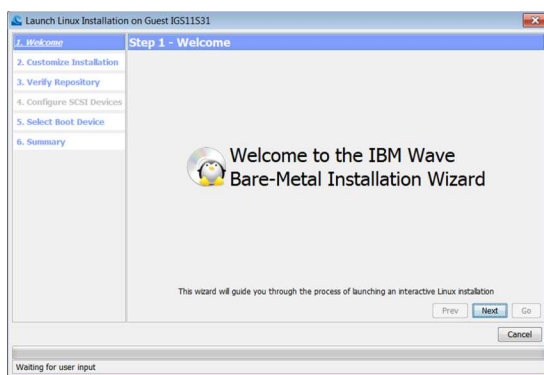 Launch Linux Installation on Guest IGS11S31
1. Welcome
2. Customize Installation
3. Verify Repository
4. Configure SCSI Devices
5. Select Boot Device
6. Summary
Step 1 - Welcome
Welcome to the IBM Wave
Bare-Metal Installation Wizard
This wizard will guide you through the process of launching an interactive Linux installation
Prev Next Go
Cancel
Waiting for user input